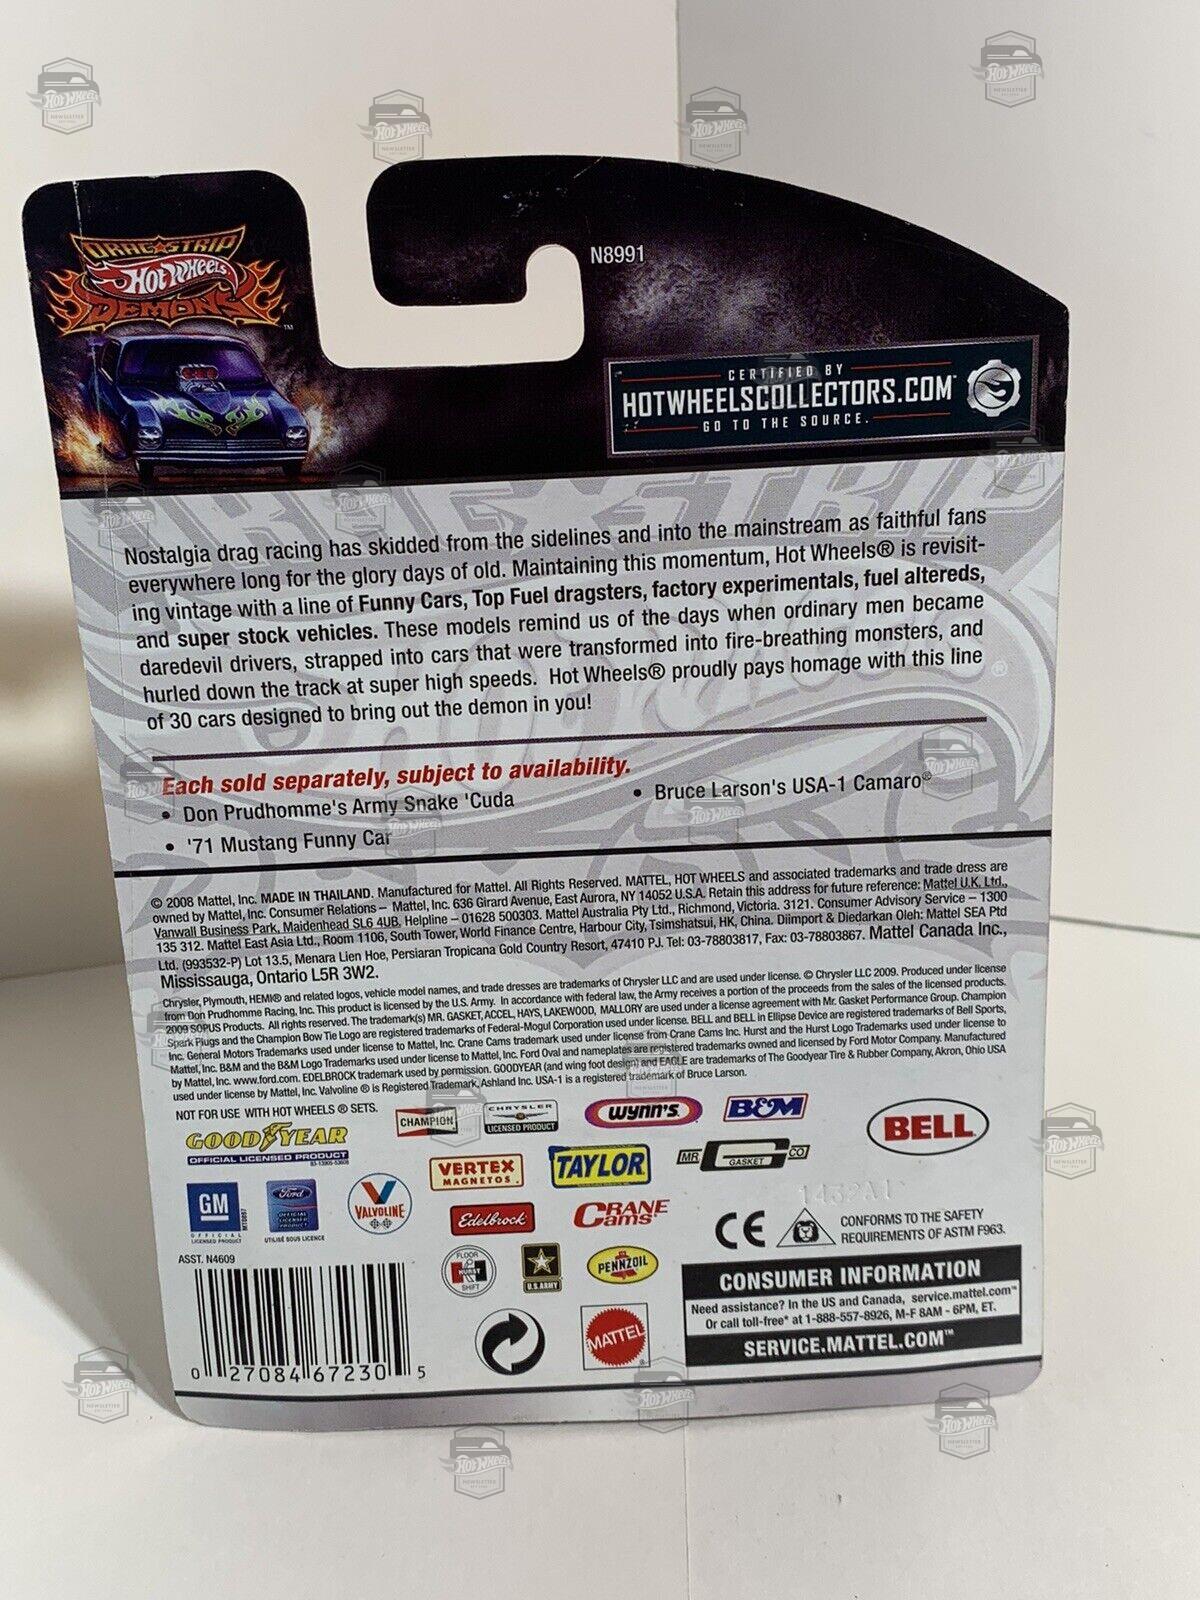 N8991
DRAG★STRIP
Hot Wheels
DEMONS™
CERTIFIED BY
HOTWHEELSCOLLECTORS.COM™
GO TO THE SOURCE.
Nostalgia drag racing has skidded from the sidelines and into the mainstream as faithful fans
everywhere long for the glory days of old. Maintaining this momentum, Hot Wheels® is revisit-
ing vintage with a line of Funny Cars, Top Fuel dragsters, factory experimentals, fuel altereds,
and super stock vehicles. These models remind us of the days when ordinary men became
daredevil drivers, strapped into cars that were transformed into fire-breathing monsters, and
hurled down the track at super high speeds. Hot Wheels® proudly pays homage with this line
of 30 cars designed to bring out the demon in you!
Each sold separately, subject to availability.
• Don Prudhomme's Army Snake 'Cuda
• '71 Mustang Funny Car
• Bruce Larson's USA-1 Camaro®
© 2008 Mattel, Inc. MADE IN THAILAND. Manufactured for Mattel. All Rights Reserved. MATTEL, HOT WHEELS and associated trademarks and trade dress are
owned by Mattel, Inc. Consumer Relations – Mattel, Inc. 636 Girard Avenue, East Aurora, NY 14052 U.S.A. Retain this address for future reference: Mattel U.K. Ltd.,
Vanwall Business Park, Maidenhead SL6 4UB. Helpline – 01628 500303. Mattel Australia Pty Ltd., Richmond, Victoria. 3121. Consumer Advisory Service – 1300
135 312. Mattel East Asia Ltd., Room 1106, South Tower, World Finance Centre, Harbour City, Tsimshatsui, HK, China. Diimport & Diedarkan Oleh: Mattel SEA Ptd
Ltd. (993532-P) Lot 13.5, Menara Lien Hoe, Persiaran Tropicana Gold Country Resort, 47410 PJ. Tel: 03-78803817, Fax: 03-78803867. Mattel Canada Inc.,
Mississauga, Ontario L5R 3W2.
Chrysler, Plymouth, HEMI® and related logos, vehicle model names, and trade dresses are trademarks of Chrysler LLC and are used under license. © Chrysler LLC 2009. Produced under license
from Don Prudhomme Racing, Inc. This product is licensed by the U.S. Army. In accordance with federal law, the Army receives a portion of the proceeds from the sales of the licensed products.
2009 SOPUS Products. All rights reserved. The trademark(s) MR. GASKET, ACCEL, HAYS, LAKEWOOD, MALLORY are used under a license agreement with Mr. Gasket Performance Group. Champion
Spark Plugs and the Champion Bow Tie Logo are registered trademarks of Federal-Mogul Corporation used under license. BELL and BELL in Ellipse Device are registered trademarks of Bell Sports,
Inc. General Motors Trademarks used under license to Mattel, Inc. Crane Cams trademark used under license from Crane Cams Inc. Hurst and the Hurst Logo Trademarks used under license to
Mattel, Inc. B&M and the B&M Logo Trademarks used under license to Mattel, Inc. Ford Oval and nameplates are registered trademarks owned and licensed by Ford Motor Company. Manufactured
by Mattel, Inc. www.ford.com. EDELBROCK trademark used by permission. GOODYEAR (and wing foot design) and EAGLE are trademarks of The Goodyear Tire & Rubber Company, Akron, Ohio USA
used under license by Mattel, Inc. Valvoline ® is Registered Trademark, Ashland Inc. USA-1 is a registered trademark of Bruce Larson.
NOT FOR USE WITH HOT WHEELS ® SETS.
GOODYEAR
OFFICIAL LICENSED PRODUCT
CHAMPION
CHRYSLER
LICENSED PRODUCT
WYNN'S
B&M
BELL
VERTEX
MAGNETOS.
TAYLOR
MR GASKET CO
GM
OFFICIAL
LICENSED PRODUCT
Ford
OFFICIAL
LICENSED
PRODUCT
UTILISÉ SOUS LICENCE
VALVOLINE
Edelbrock
CRANE
Cams
1432A1
CE
CONFORMS TO THE SAFETY
REQUIREMENTS OF ASTM F963.
ASST. N4609
FLOOR
HURST
SHIFT
U.S.ARMY
PENNZOIL
MATTEL
CONSUMER INFORMATION
Need assistance? In the US and Canada, service.mattel.com™
Or call toll-free* at 1-888-557-8926, M-F 8AM - 6PM, ET.
SERVICE.MATTEL.COM™
0 27084 67230 5
Hot Wheels
NEWSLETTER